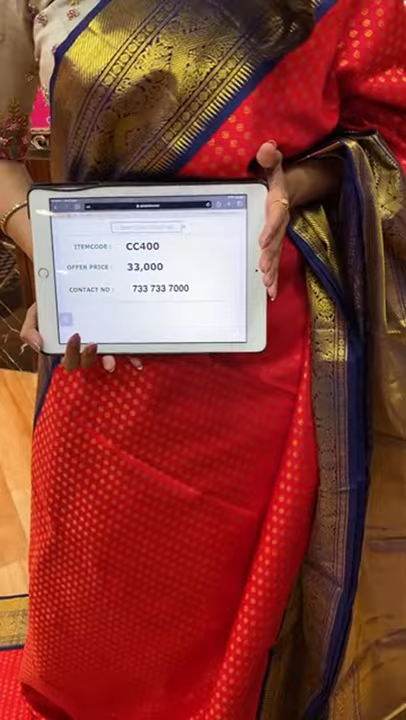 ITEMCODE : CC400
OFFER PRICE : 33,000
CONTACT NO : 733 733 7000